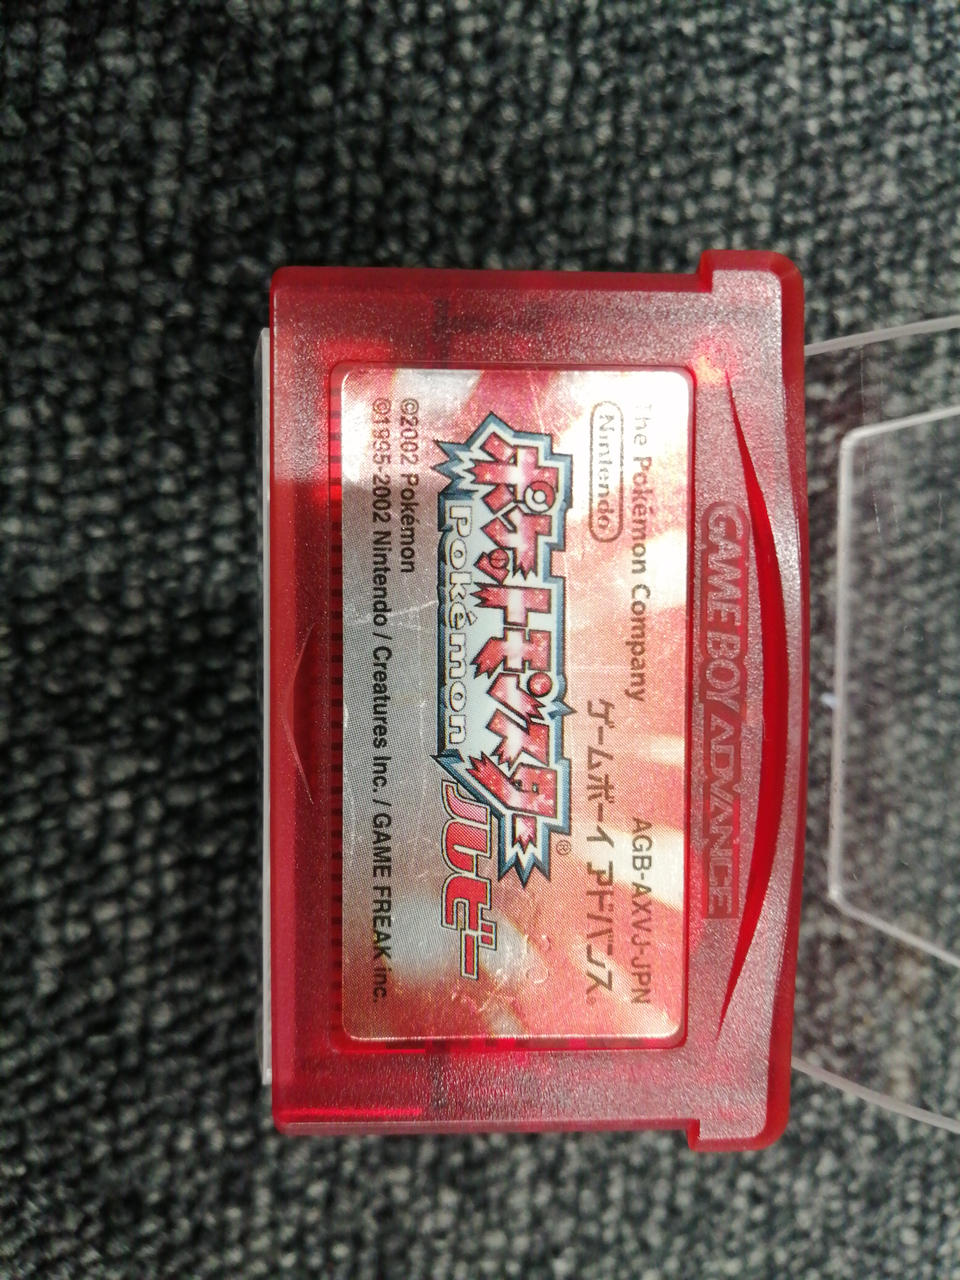 GAME BOY ADVANCE
The Pokémon Company AGB-AXVJ-JPN
Nintendo ゲームボーイ アドバンス®
ポケットモンスター®
pokémon ルビー
©2002 Pokémon
©1995-2002 Nintendo / Creatures Inc. / GAME FREAK inc.